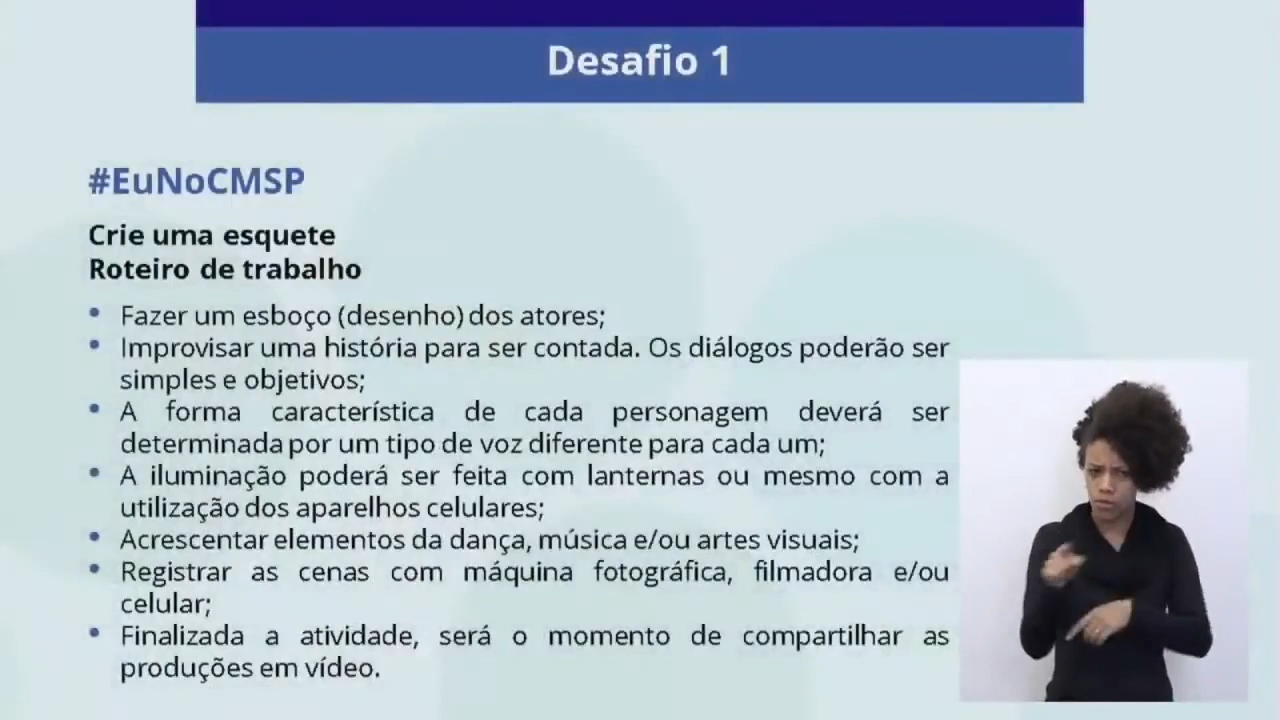 Desafio 1
#EuNoCMSP
Crie uma esquete
Roteiro de trabalho
• Fazer um esboço (desenho) dos atores;
• Improvisar uma história para ser contada. Os diálogos poderão ser
simples e objetivos;
• A forma característica de cada personagem deverá ser
determinada por um tipo de voz diferente para cada um;
• A iluminação poderá ser feita com lanternas ou mesmo com a
utilização dos aparelhos celulares;
• Acrescentar elementos da dança, música e/ou artes visuais;
• Registrar as cenas com máquina fotográfica, filmadora e/ou
celular;
• Finalizada a atividade, será o momento de compartilhar as
produções em vídeo.